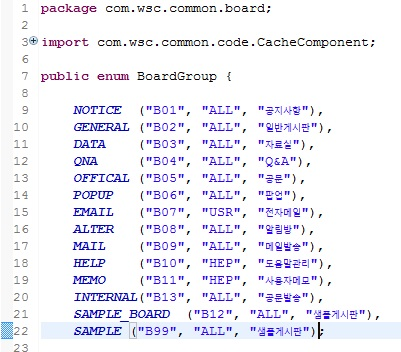 1 package com.wsc.common.board;
2
3 import com.wsc.common.code.CacheComponent;
6
7 public enum BoardGroup {
8
9 NOTICE ("B01", "ALL", "공지사항"),
10 GENERAL ("B02", "ALL", "일반게시판"),
11 DATA ("B03", "ALL", "자료실"),
12 QNA ("B04", "ALL", "Q&A"),
13 OFFICAL ("B05", "ALL", "공문"),
14 POPUP ("B06", "ALL", "팝업"),
15 EMAIL ("B07", "USR", "전자메일"),
16 ALTER ("B08", "ALL", "알림방"),
17 MAIL ("B09", "ALL", "메일발송"),
18 HELP ("B10", "HEP", "도움말관리"),
19 MEMO ("B11", "HEP", "사용자메모"),
20 INTERNAL("B13", "ALL", "공문발송"),
21 SAMPLE_BOARD ("B12", "ALL", "샘플게시판"),
22 SAMPLE ("B99", "ALL", "샘플게시판");
23